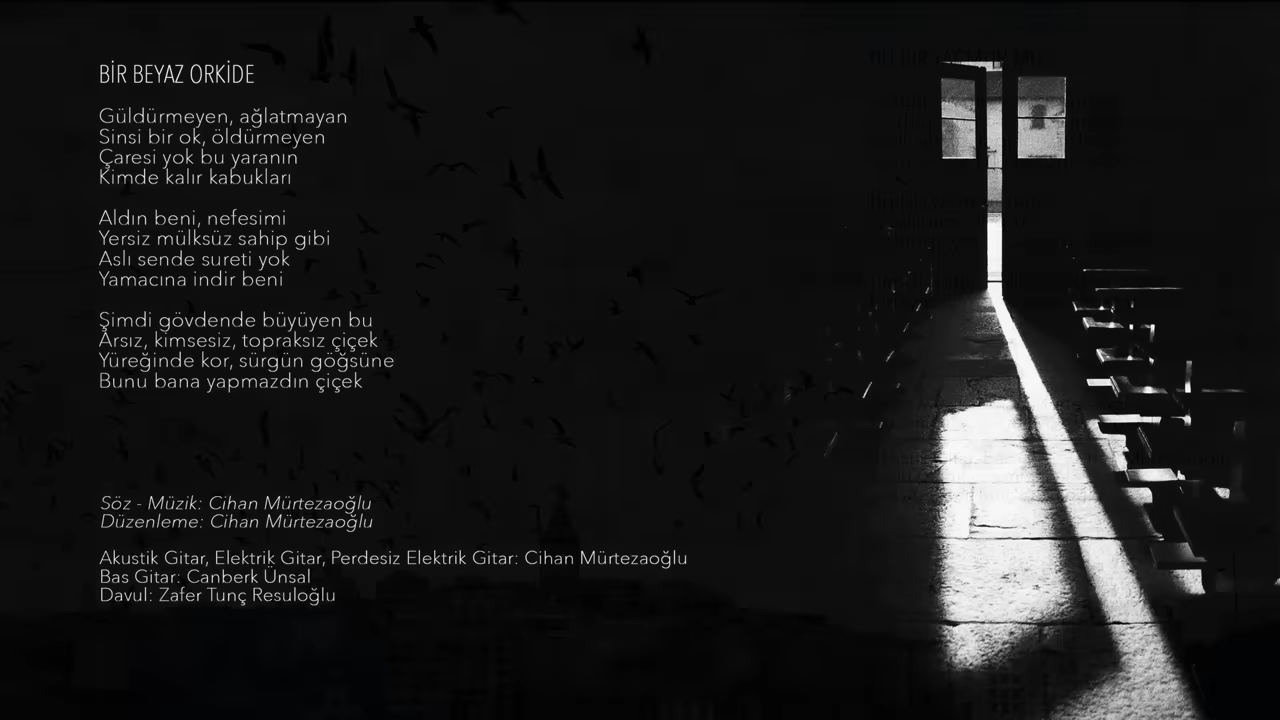 BİR BEYAZ ORKİDE
Güldürmeyen, ağlatmayan
Sinsi bir ok, öldürmeyen
Çaresi yok bu yaranın
Kimde kalır kabukları
Aldın beni, nefesimi
Yersiz mülksüz sahip gibi
Aslı sende sureti yok
Yamacına indir beni
Şimdi gövdende büyüyen bu
Arsız, kimsesiz, topraksız çiçek
Yüreğinde kor, sürgün göğsüne
Bunu bana yapmazdın çiçek
Söz - Müzik: Cihan Mürtezaoğlu
Düzenleme: Cihan Mürtezaoğlu
Akustik Gitar, Elektrik Gitar, Perdesiz Elektrik Gitar: Cihan Mürtezaoğlu
Bas Gitar: Canberk Ünsal
Davul: Zafer Tunç Resuloğlu